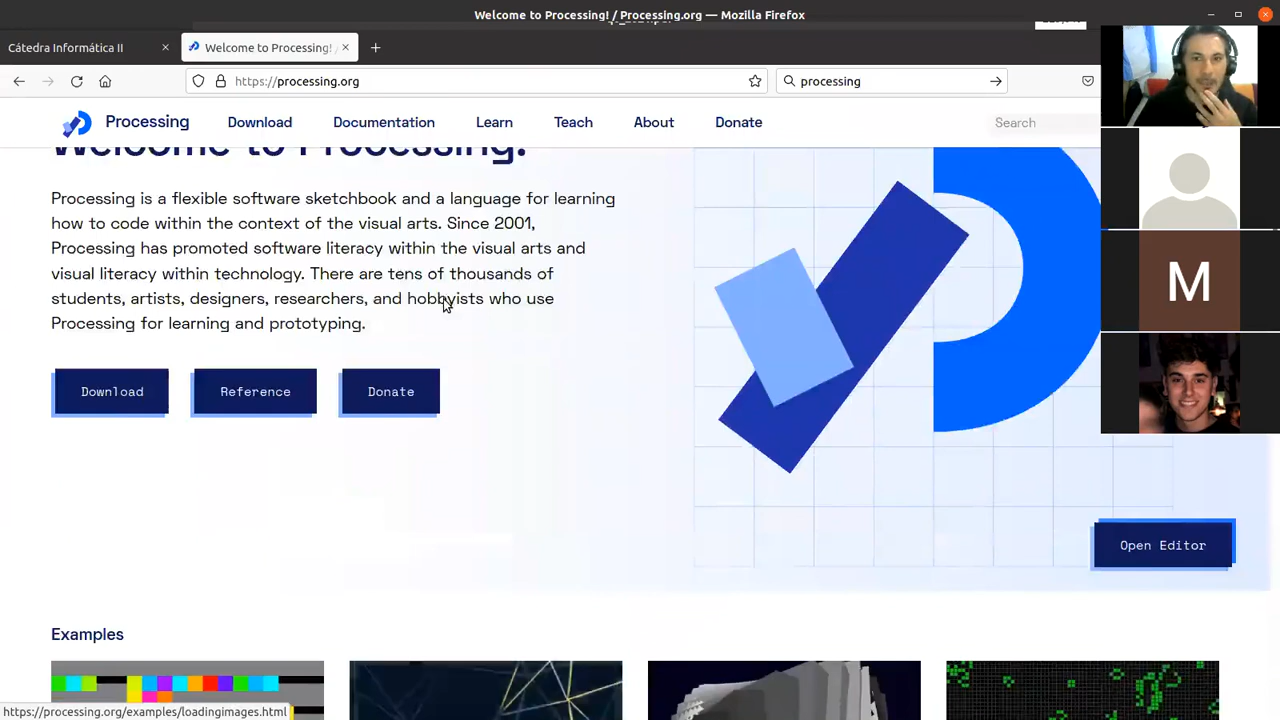 Welcome to Processing! / Processing.org — Mozilla Firefox
Cátedra Informática II
Welcome to Processing! /
https://processing.org
processing
Processing
Download
Documentation
Learn
Teach
About
Donate
Search
Welcome to Processing!
Processing is a flexible software sketchbook and a language for learning
how to code within the context of the visual arts. Since 2001,
Processing has promoted software literacy within the visual arts and
visual literacy within technology. There are tens of thousands of
students, artists, designers, researchers, and hobbyists who use
Processing for learning and prototyping.
Download
Reference
Donate
Open Editor
Examples
https://processing.org/examples/loadingimages.html
M